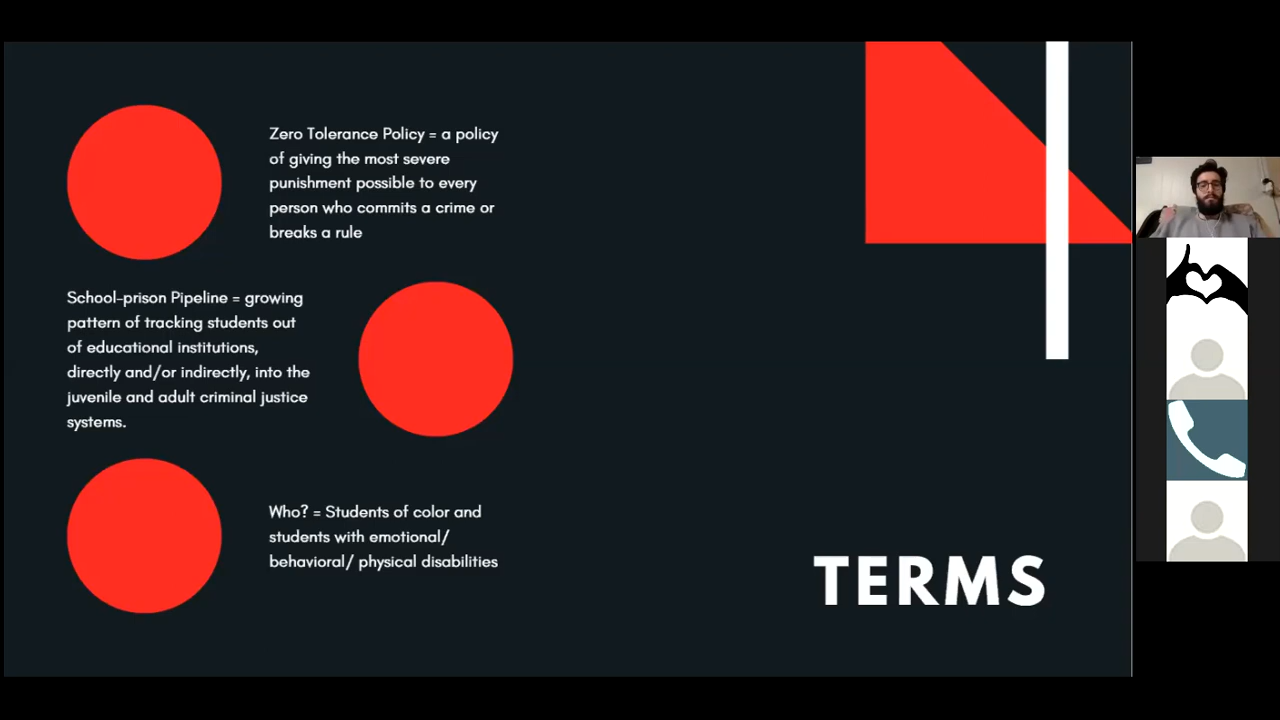 Zero Tolerance Policy = a policy
of giving the most severe
punishment possible to every
person who commits a crime or
breaks a rule
School-prison Pipeline = growing
pattern of tracking students out
of educational institutions,
directly and/or indirectly, into the
juvenile and adult criminal justice
systems.
Who? = Students of color and
students with emotional/
behavioral/ physical disabilities
TERMS